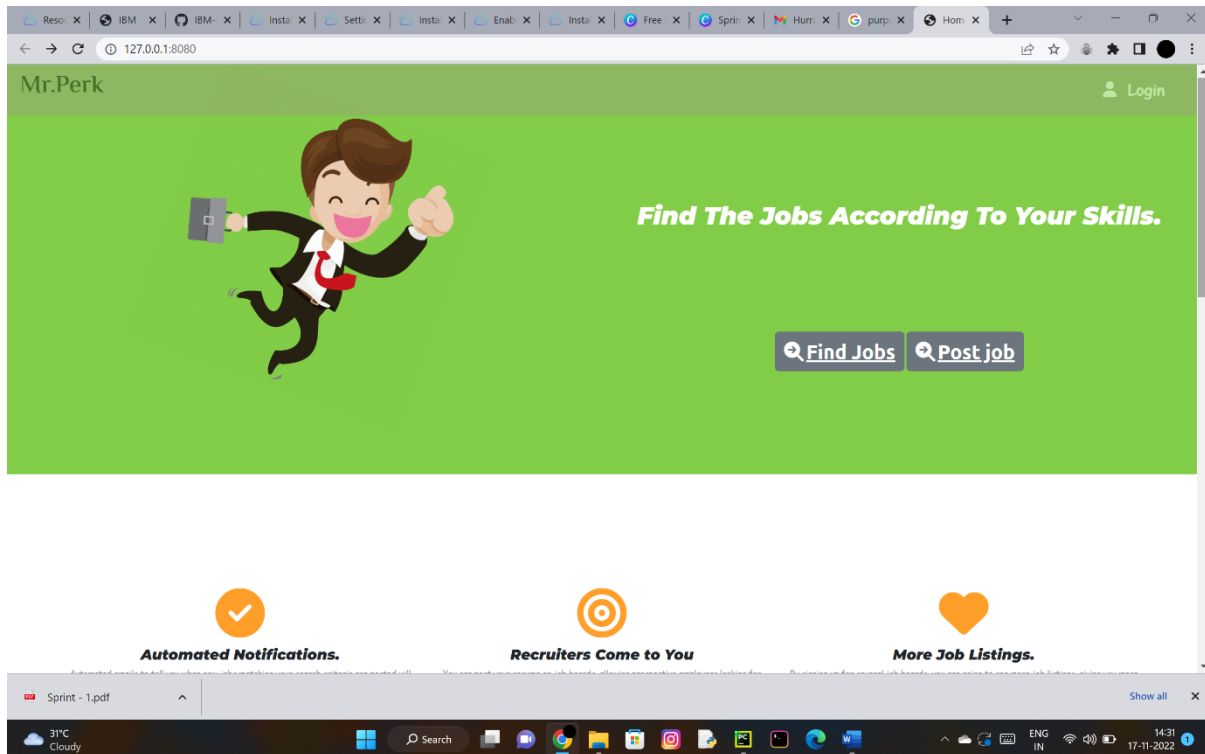 Resou
IBM
IBM-
Insta
Settin
Insta
Enab
Insta
Free
Sprin
Hurra
purp
Hom
127.0.0.1:8080
Mr.Perk
Login
Find The Jobs According To Your Skills.
Find Jobs
Post job
Automated Notifications.
Recruiters Come to You
More Job Listings.
Sprint - 1.pdf
Show all
31°C
Cloudy
Search
ENG
IN
14:31
17-11-2022
1